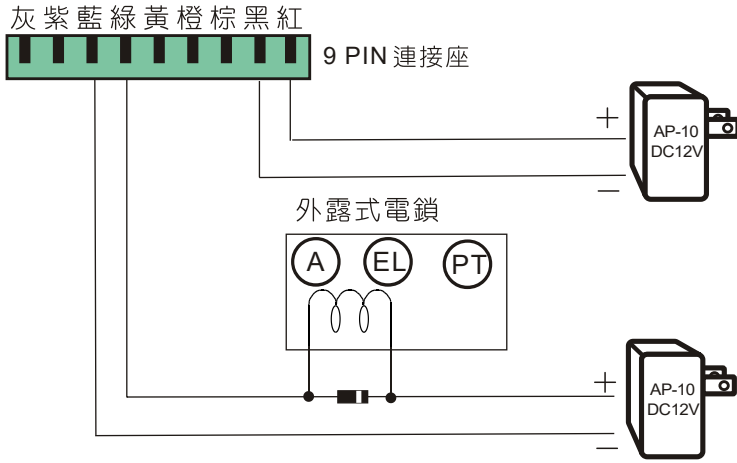 灰紫藍綠黃橙棕黑紅
9 PIN 連接座
+
AP-10
DC12V
—
外露式電鎖
A EL PT
+
AP-10
DC12V
—